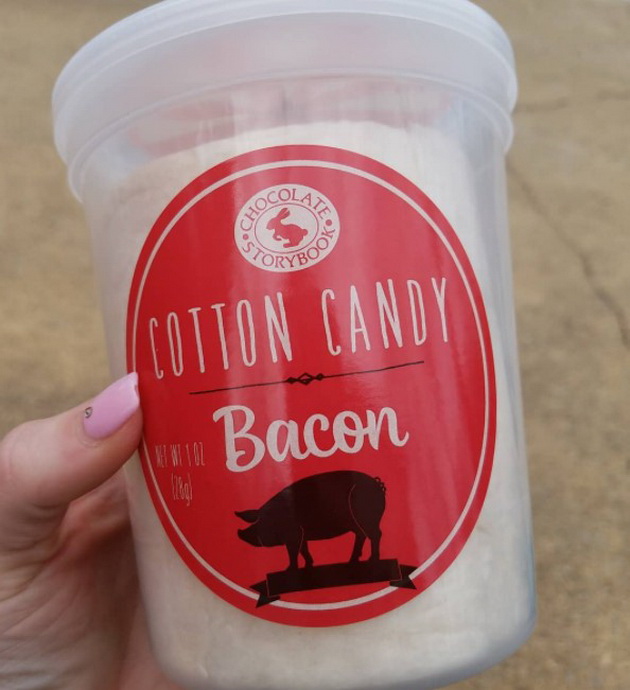 CHOCOLATE
STORYBOOK
COTTON CANDY
Bacon
NET WT 1 OZ
(28g)